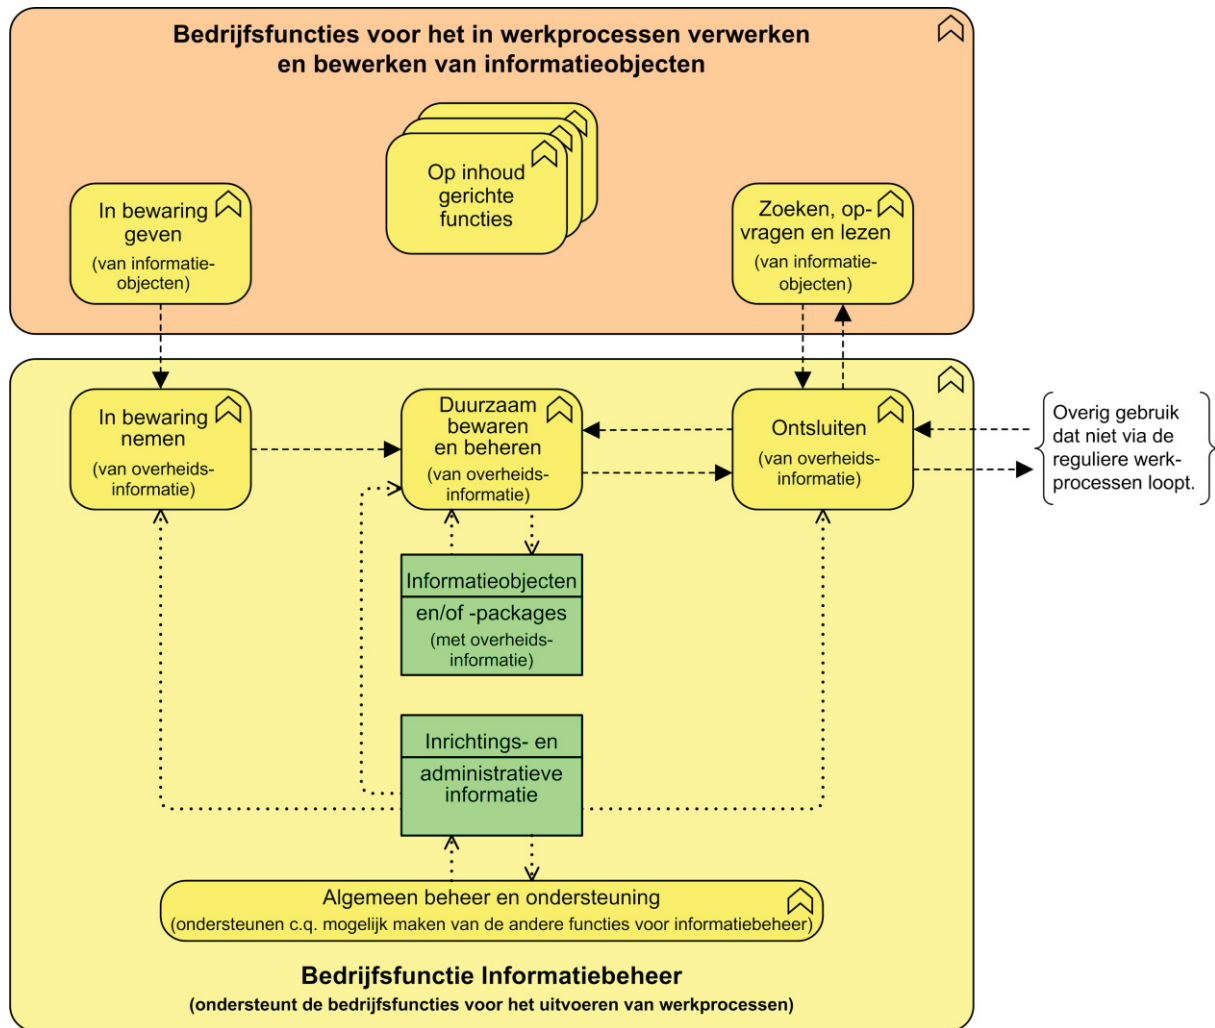 Bedrijfsfuncties voor het in werkprocessen verwerken
en bewerken van informatieobjecten
Op inhoud
gerichte
functies
In bewaring
geven
(van informatie-
objecten)
Zoeken, op-
vragen en lezen
(van informatie-
objecten)
In bewaring
nemen
(van overheids-
informatie)
Duurzaam
bewaren
en beheren
(van overheids-
informatie)
Ontsluiten
(van overheids-
informatie)
Overig gebruik
dat niet via de
reguliere werk-
processen loopt.
Informatieobjecten
en/of -packages
(met overheids-
informatie)
Inrichtings- en
administratieve
informatie
Algemeen beheer en ondersteuning
(ondersteunen c.q. mogelijk maken van de andere functies voor informatiebeheer)
Bedrijfsfunctie Informatiebeheer
(ondersteunt de bedrijfsfuncties voor het uitvoeren van werkprocessen)